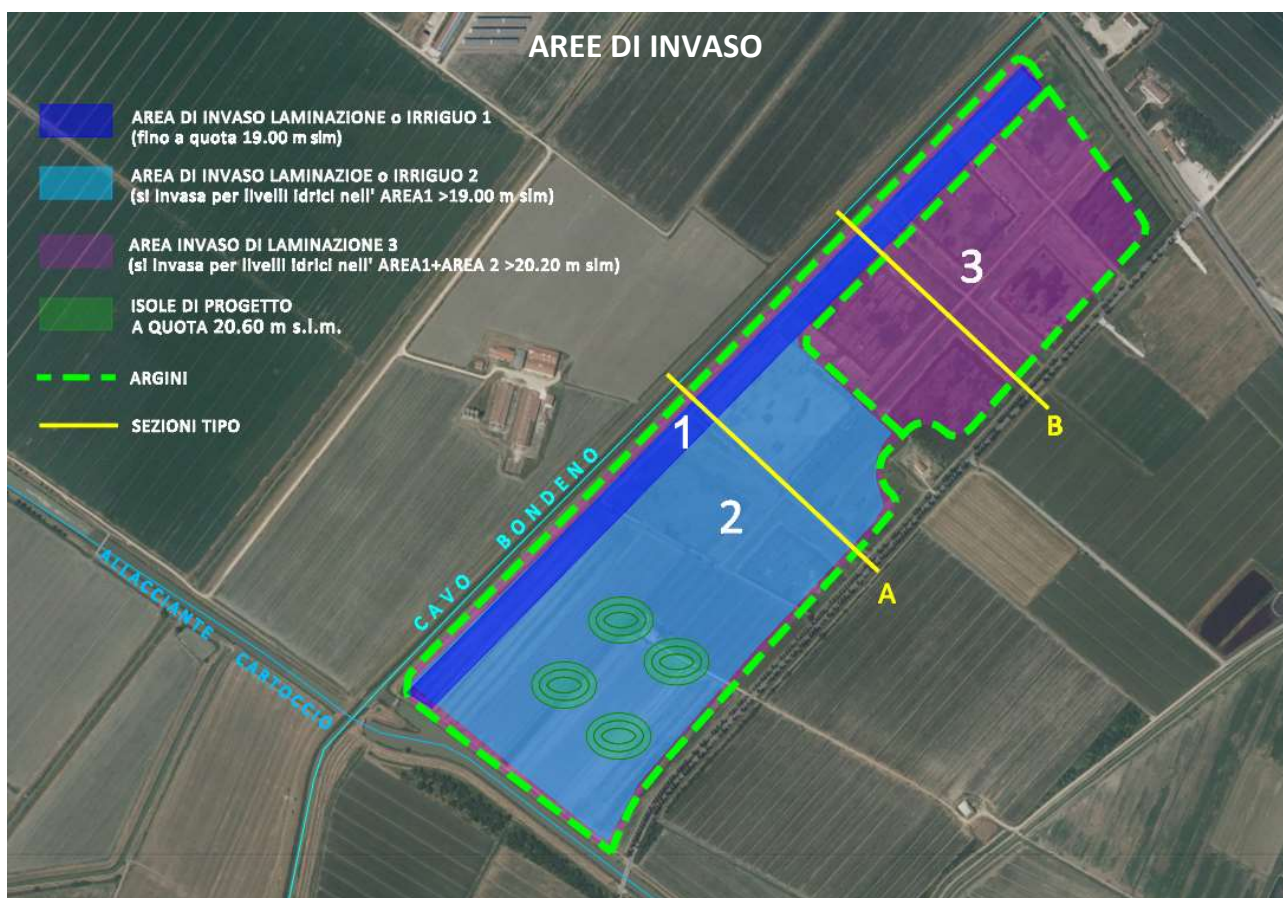 AREE DI INVASO
AREA DI INVASO LAMINAZIONE o IRRIGUO 1
(fino a quota 19.00 m slm)
AREA DI INVASO LAMINAZIOE o IRRIGUO 2
(si invasa per livelli idrici nell' AREA1 >19.00 m slm)
AREA INVASO DI LAMINAZIONE 3
(si invasa per livelli idrici nell' AREA1+AREA 2 >20.20 m slm)
ISOLE DI PROGETTO
A QUOTA 20.60 m s.l.m.
ARGINI
SEZIONI TIPO
3
B
1
2
A
CAVO BONDENO
ALLACCIANTE CARTOCCIO